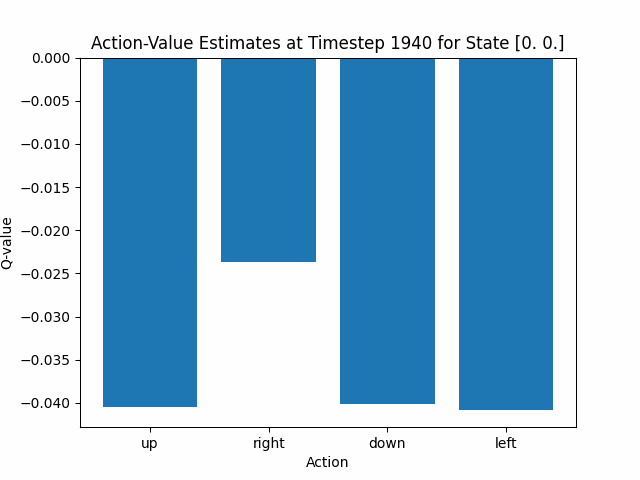 Action-Value Estimates at Timestep 1940 for State [0. 0.]
0.000
−0.005
−0.010
−0.015
−0.020
−0.025
−0.030
−0.035
−0.040
Q-value
up right down left
Action